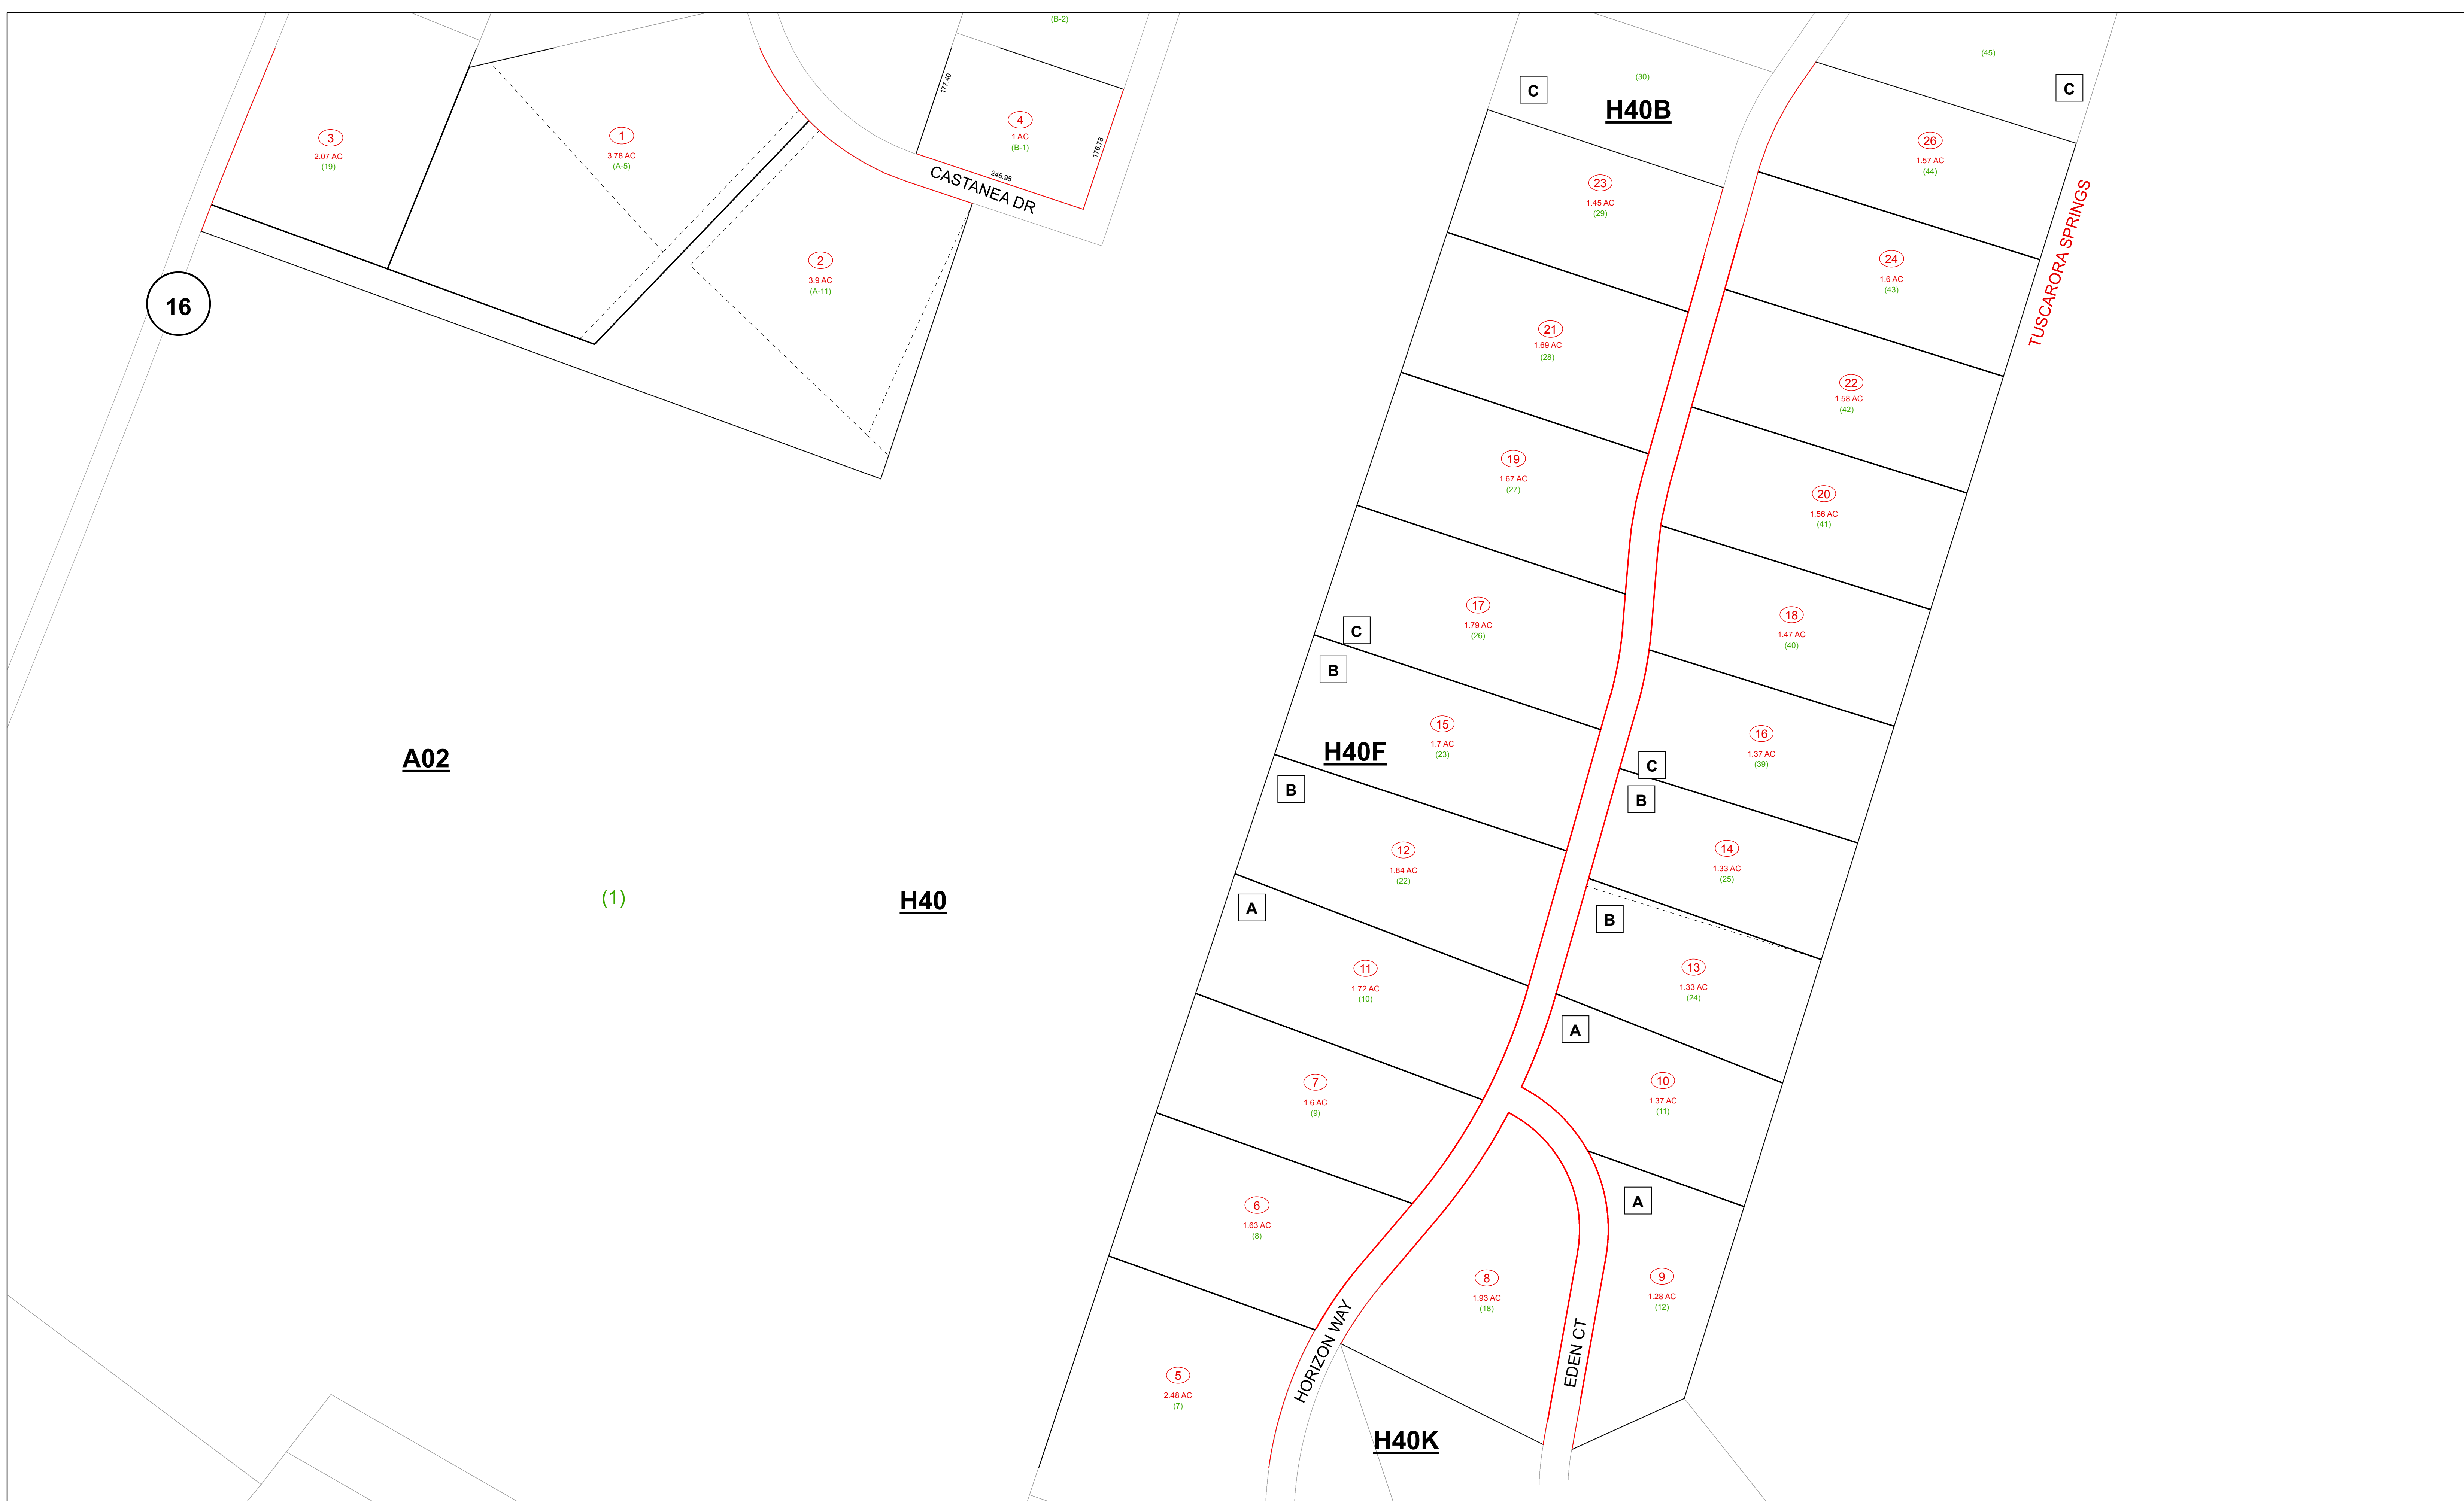 (B-2)
(45)
(30)
C
C
H40B
177.40
4
1 AC
(B-1)
176.78
245.98
CASTANEA DR
3
2.07 AC
(19)
1
3.78 AC
(A-5)
26
1.57 AC
(44)
23
1.45 AC
(29)
TUSCARORA SPRINGS
2
3.9 AC
(A-11)
24
1.6 AC
(43)
16
21
1.69 AC
(28)
22
1.58 AC
(42)
19
1.67 AC
(27)
20
1.56 AC
(41)
17
1.79 AC
(26)
18
1.47 AC
(40)
C
B
15
1.7 AC
(23)
16
1.37 AC
(39)
A02
H40F
C
B
B
12
1.84 AC
(22)
14
1.33 AC
(25)
(1)
H40
A
B
11
1.72 AC
(10)
13
1.33 AC
(24)
A
7
1.6 AC
(9)
10
1.37 AC
(11)
6
1.63 AC
(8)
A
8
1.93 AC
(18)
9
1.28 AC
(12)
HORIZON WAY
EDEN CT
5
2.48 AC
(7)
H40K